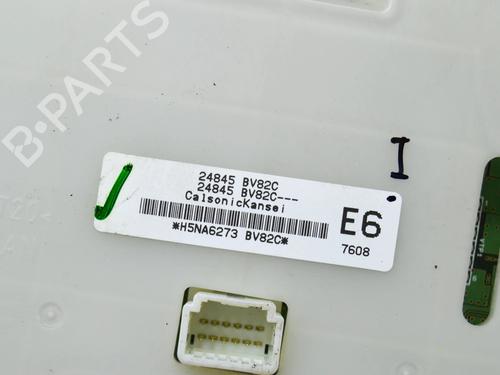 B-PARTS
I
24845 BV82C
24845 BV82C---
CalsonicKansei
*H5NA6273 BV82C*
E6
7608